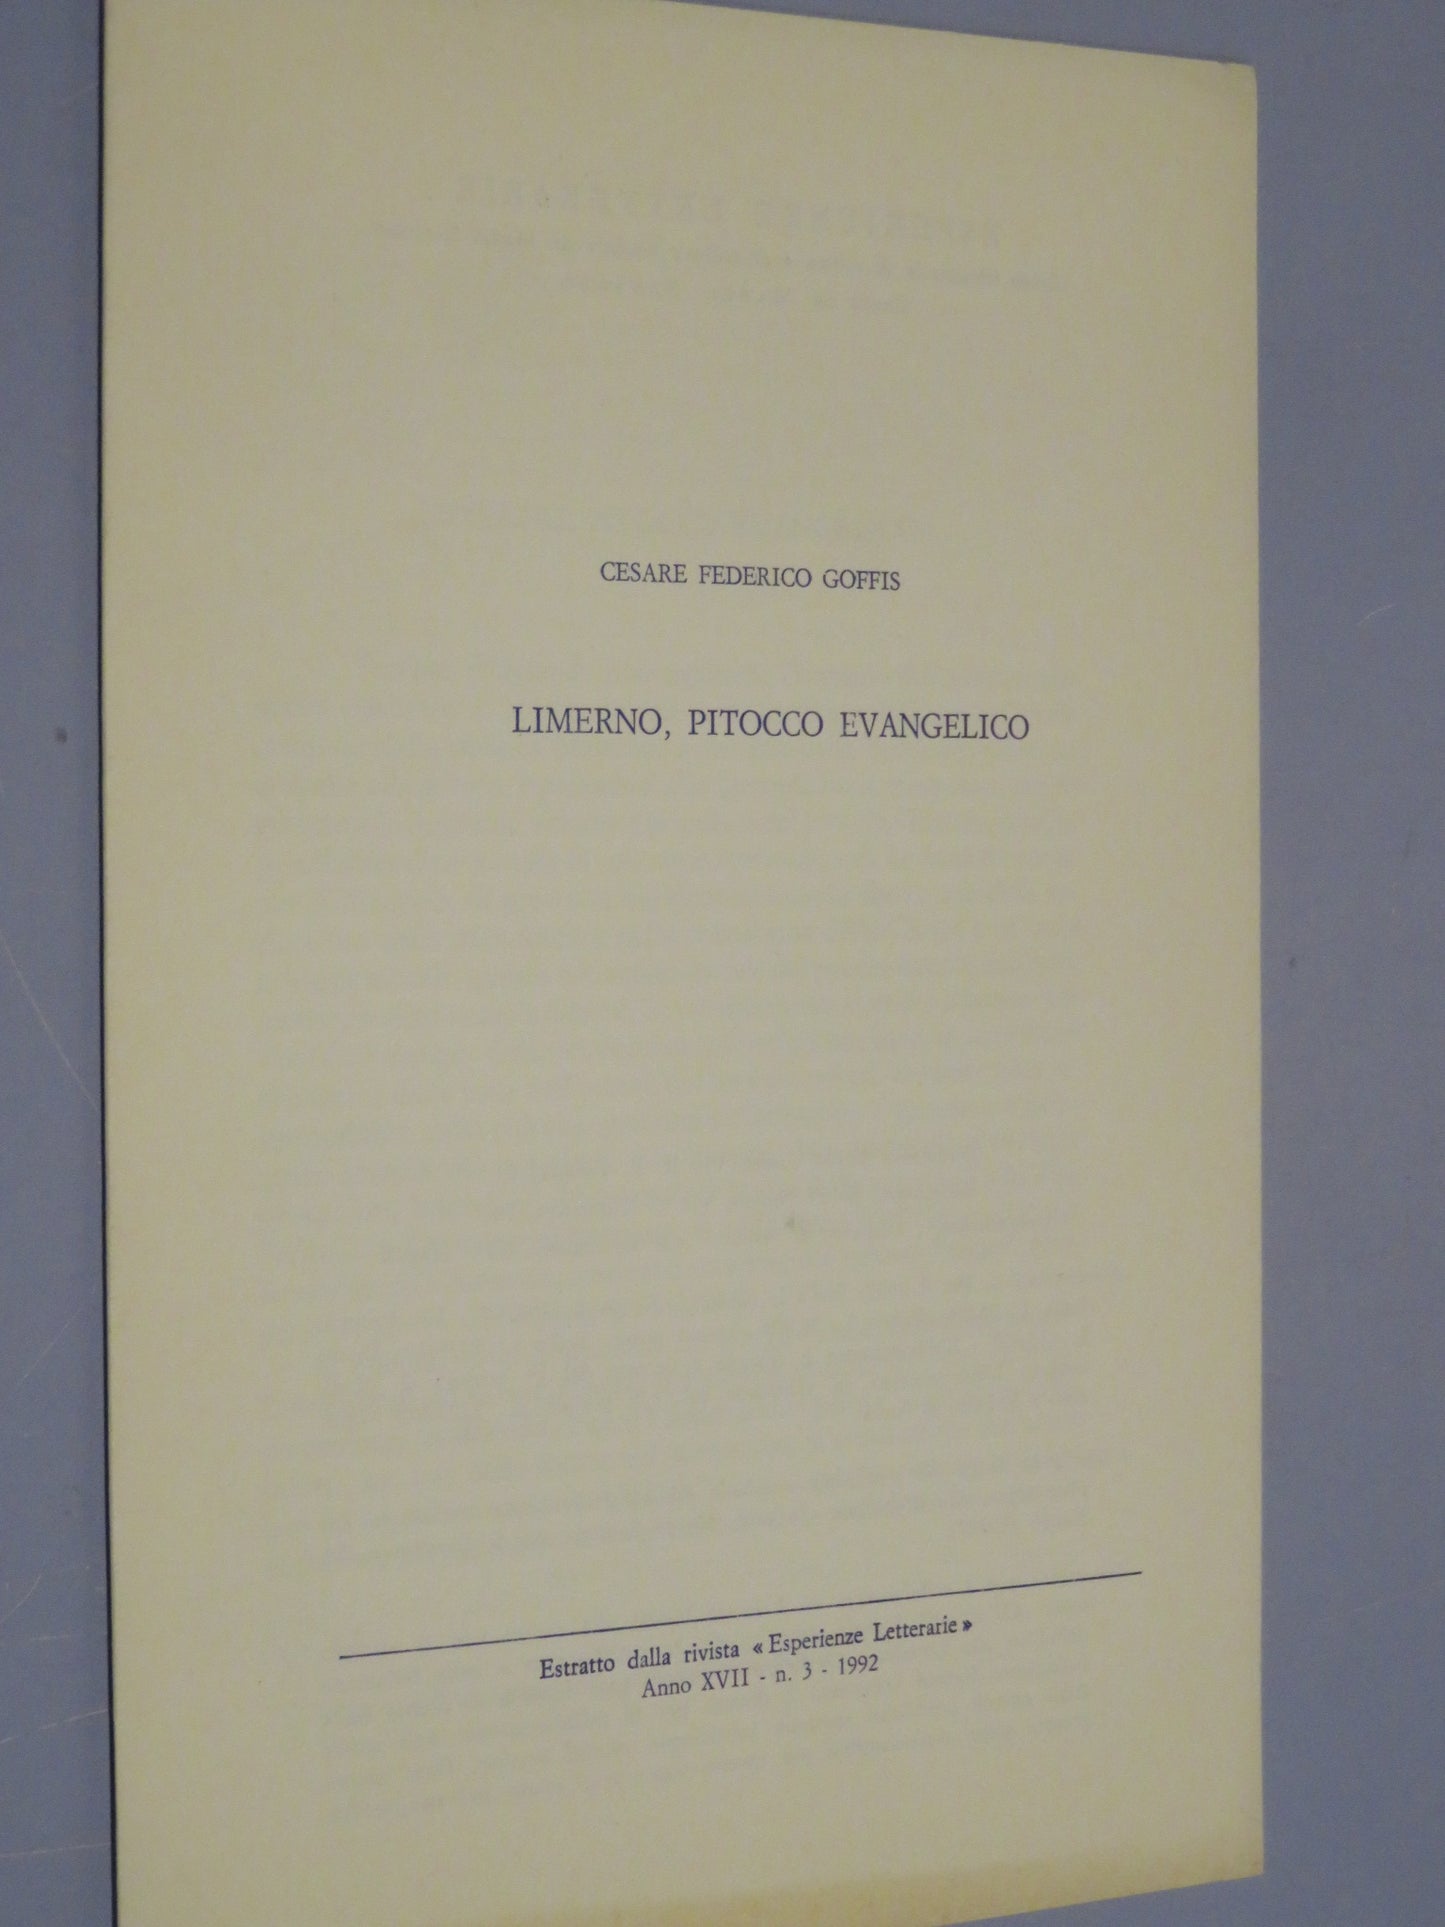 CESARE FEDERICO GOFFIS
LIMERNO, PITOCCO EVANGELICO
Estratto dalla rivista « Esperienze Letterarie »
Anno XVII - n. 3 - 1992